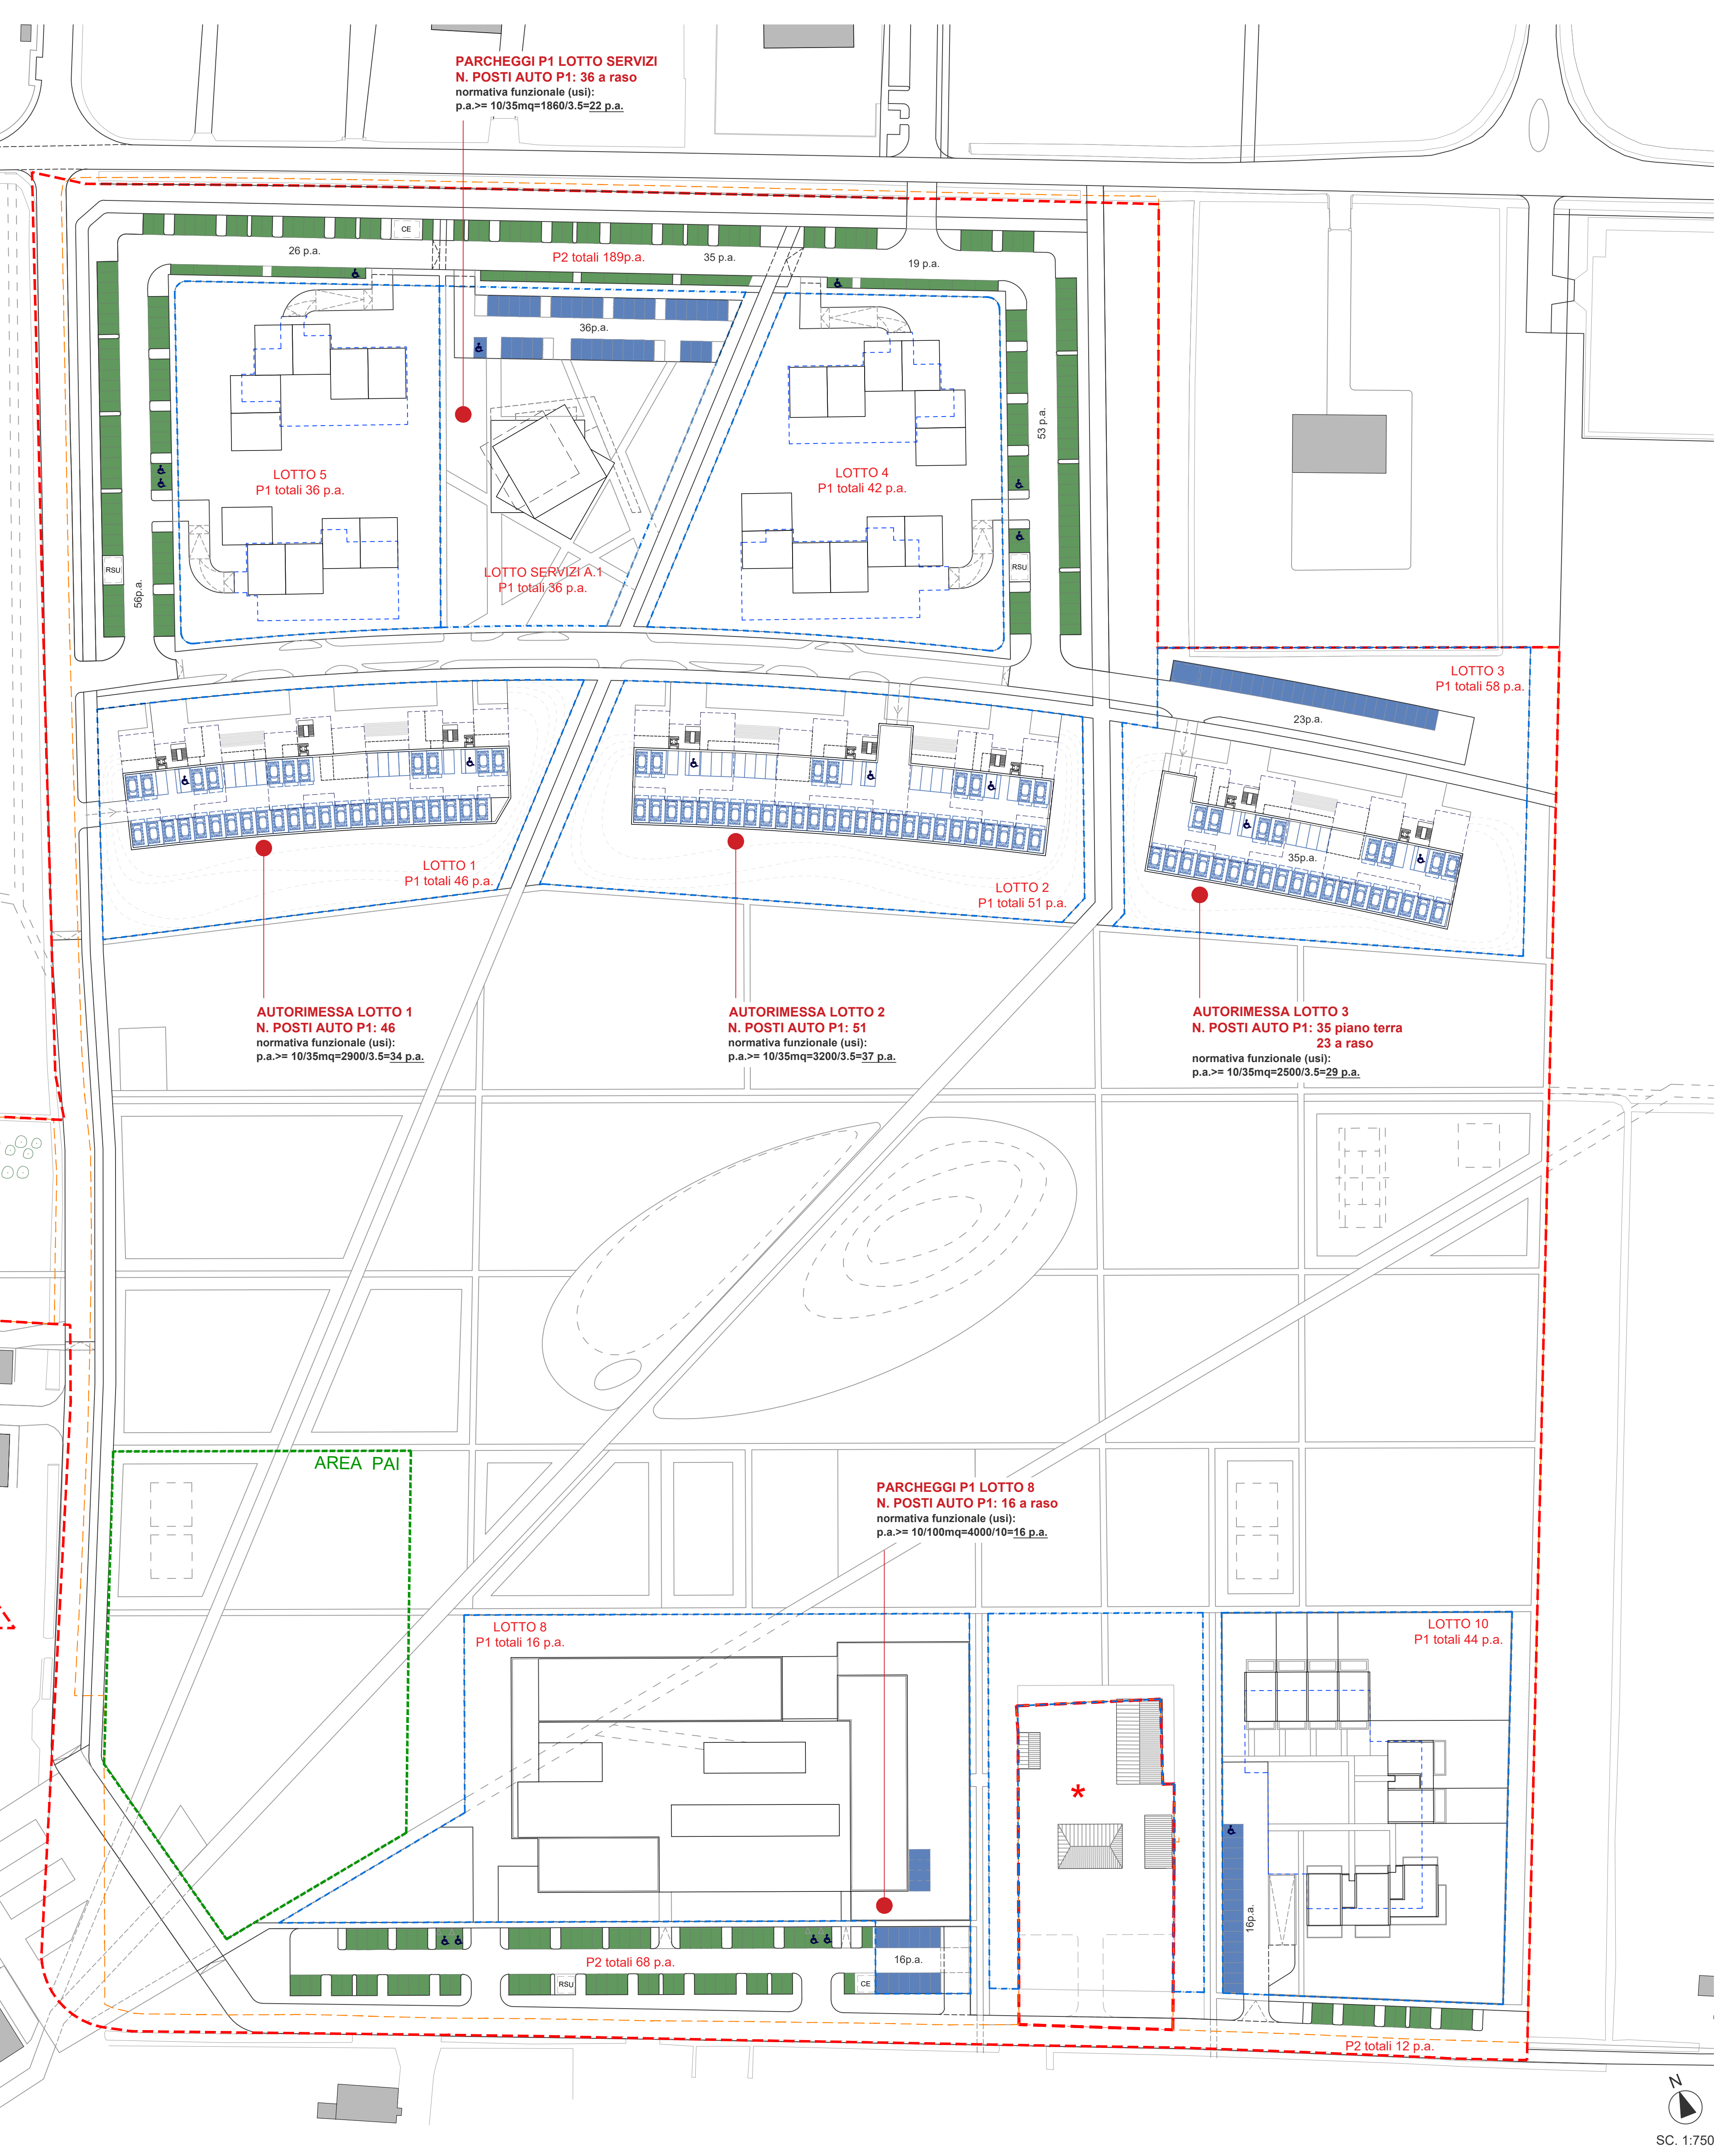 PARCHEGGI P1 LOTTO SERVIZI
N. POSTI AUTO P1: 36 a raso
normativa funzionale (usi):
p.a.>= 10/35mq=1860/3.5=22 p.a.
CE
26 p.a.
P2 totali 189p.a.
35 p.a.
19 p.a.
36p.a.
53 p.a.
LOTTO 5
P1 totali 36 p.a.
LOTTO 4
P1 totali 42 p.a.
RSU
RSU
56p.a.
LOTTO SERVIZI A.1
P1 totali 36 p.a.
LOTTO 3
P1 totali 58 p.a.
23p.a.
35p.a.
LOTTO 1
P1 totali 46 p.a.
LOTTO 2
P1 totali 51 p.a.
AUTORIMESSA LOTTO 1
N. POSTI AUTO P1: 46
normativa funzionale (usi):
p.a.>= 10/35mq=2900/3.5=34 p.a.
AUTORIMESSA LOTTO 2
N. POSTI AUTO P1: 51
normativa funzionale (usi):
p.a.>= 10/35mq=3200/3.5=37 p.a.
AUTORIMESSA LOTTO 3
N. POSTI AUTO P1: 35 piano terra
23 a raso
normativa funzionale (usi):
p.a.>= 10/35mq=2500/3.5=29 p.a.
AREA PAI
PARCHEGGI P1 LOTTO 8
N. POSTI AUTO P1: 16 a raso
normativa funzionale (usi):
p.a.>= 10/100mq=4000/10=16 p.a.
LOTTO 8
P1 totali 16 p.a.
LOTTO 10
P1 totali 44 p.a.
*
16p.a.
P2 totali 68 p.a.
16p.a.
RSU
CE
P2 totali 12 p.a.
N
SC. 1:750